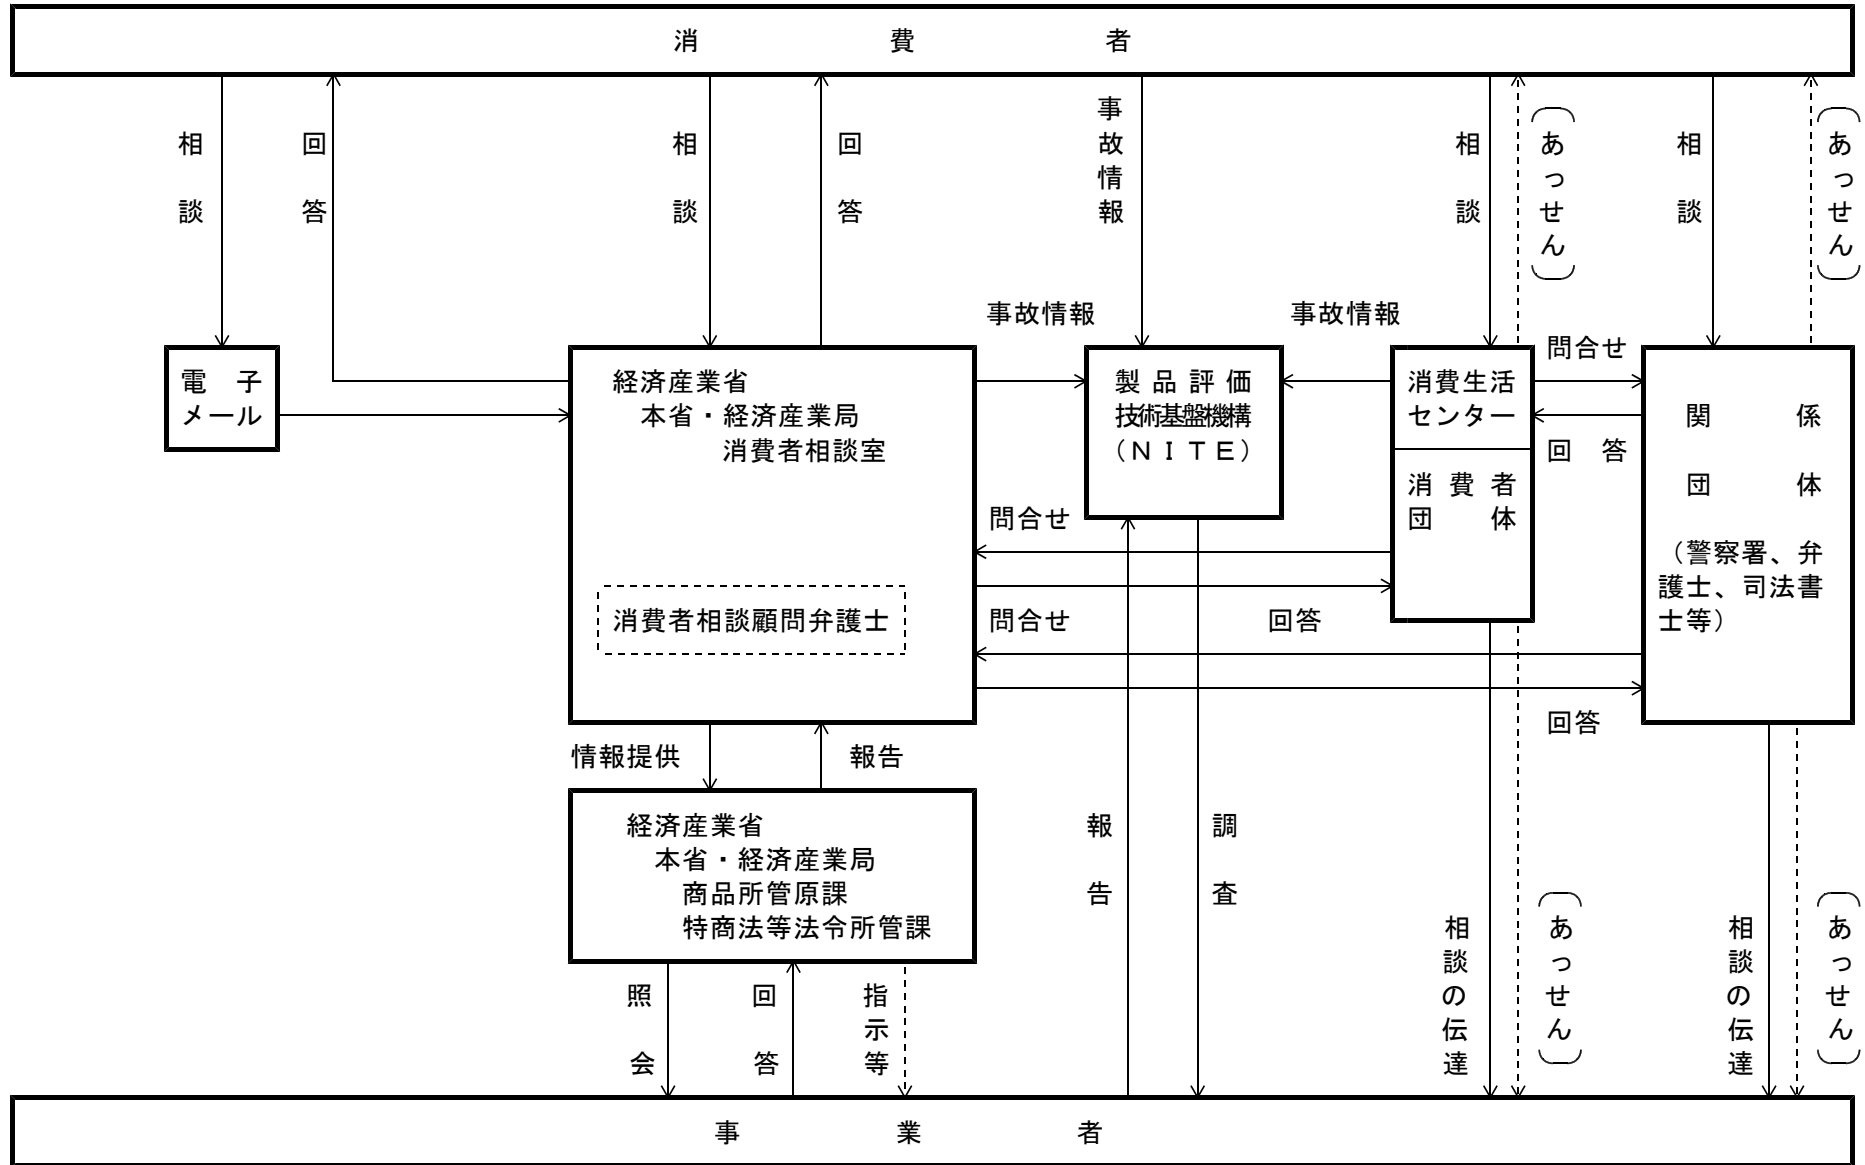 消費者
相談
回答
相談
回答
事故情報
相談
(あっせん)
相談
(あっせん)
事故情報
事故情報
問合せ
電子
メール
経済産業省
本省・経済産業局
消費者相談室
製品評価
技術基盤機構
(NITE)
消費生活
センター
回答
消費者
団体
関係
団体
(警察署、弁
護士、司法書
士等)
問合せ
消費者相談顧問弁護士
問合せ
回答
回答
情報提供
報告
経済産業省
本省・経済産業局
商品所管原課
特商法等法令所管課
報告
調査
照会
回答
指示等
相談の伝達
(あっせん)
相談の伝達
(あっせん)
事業者